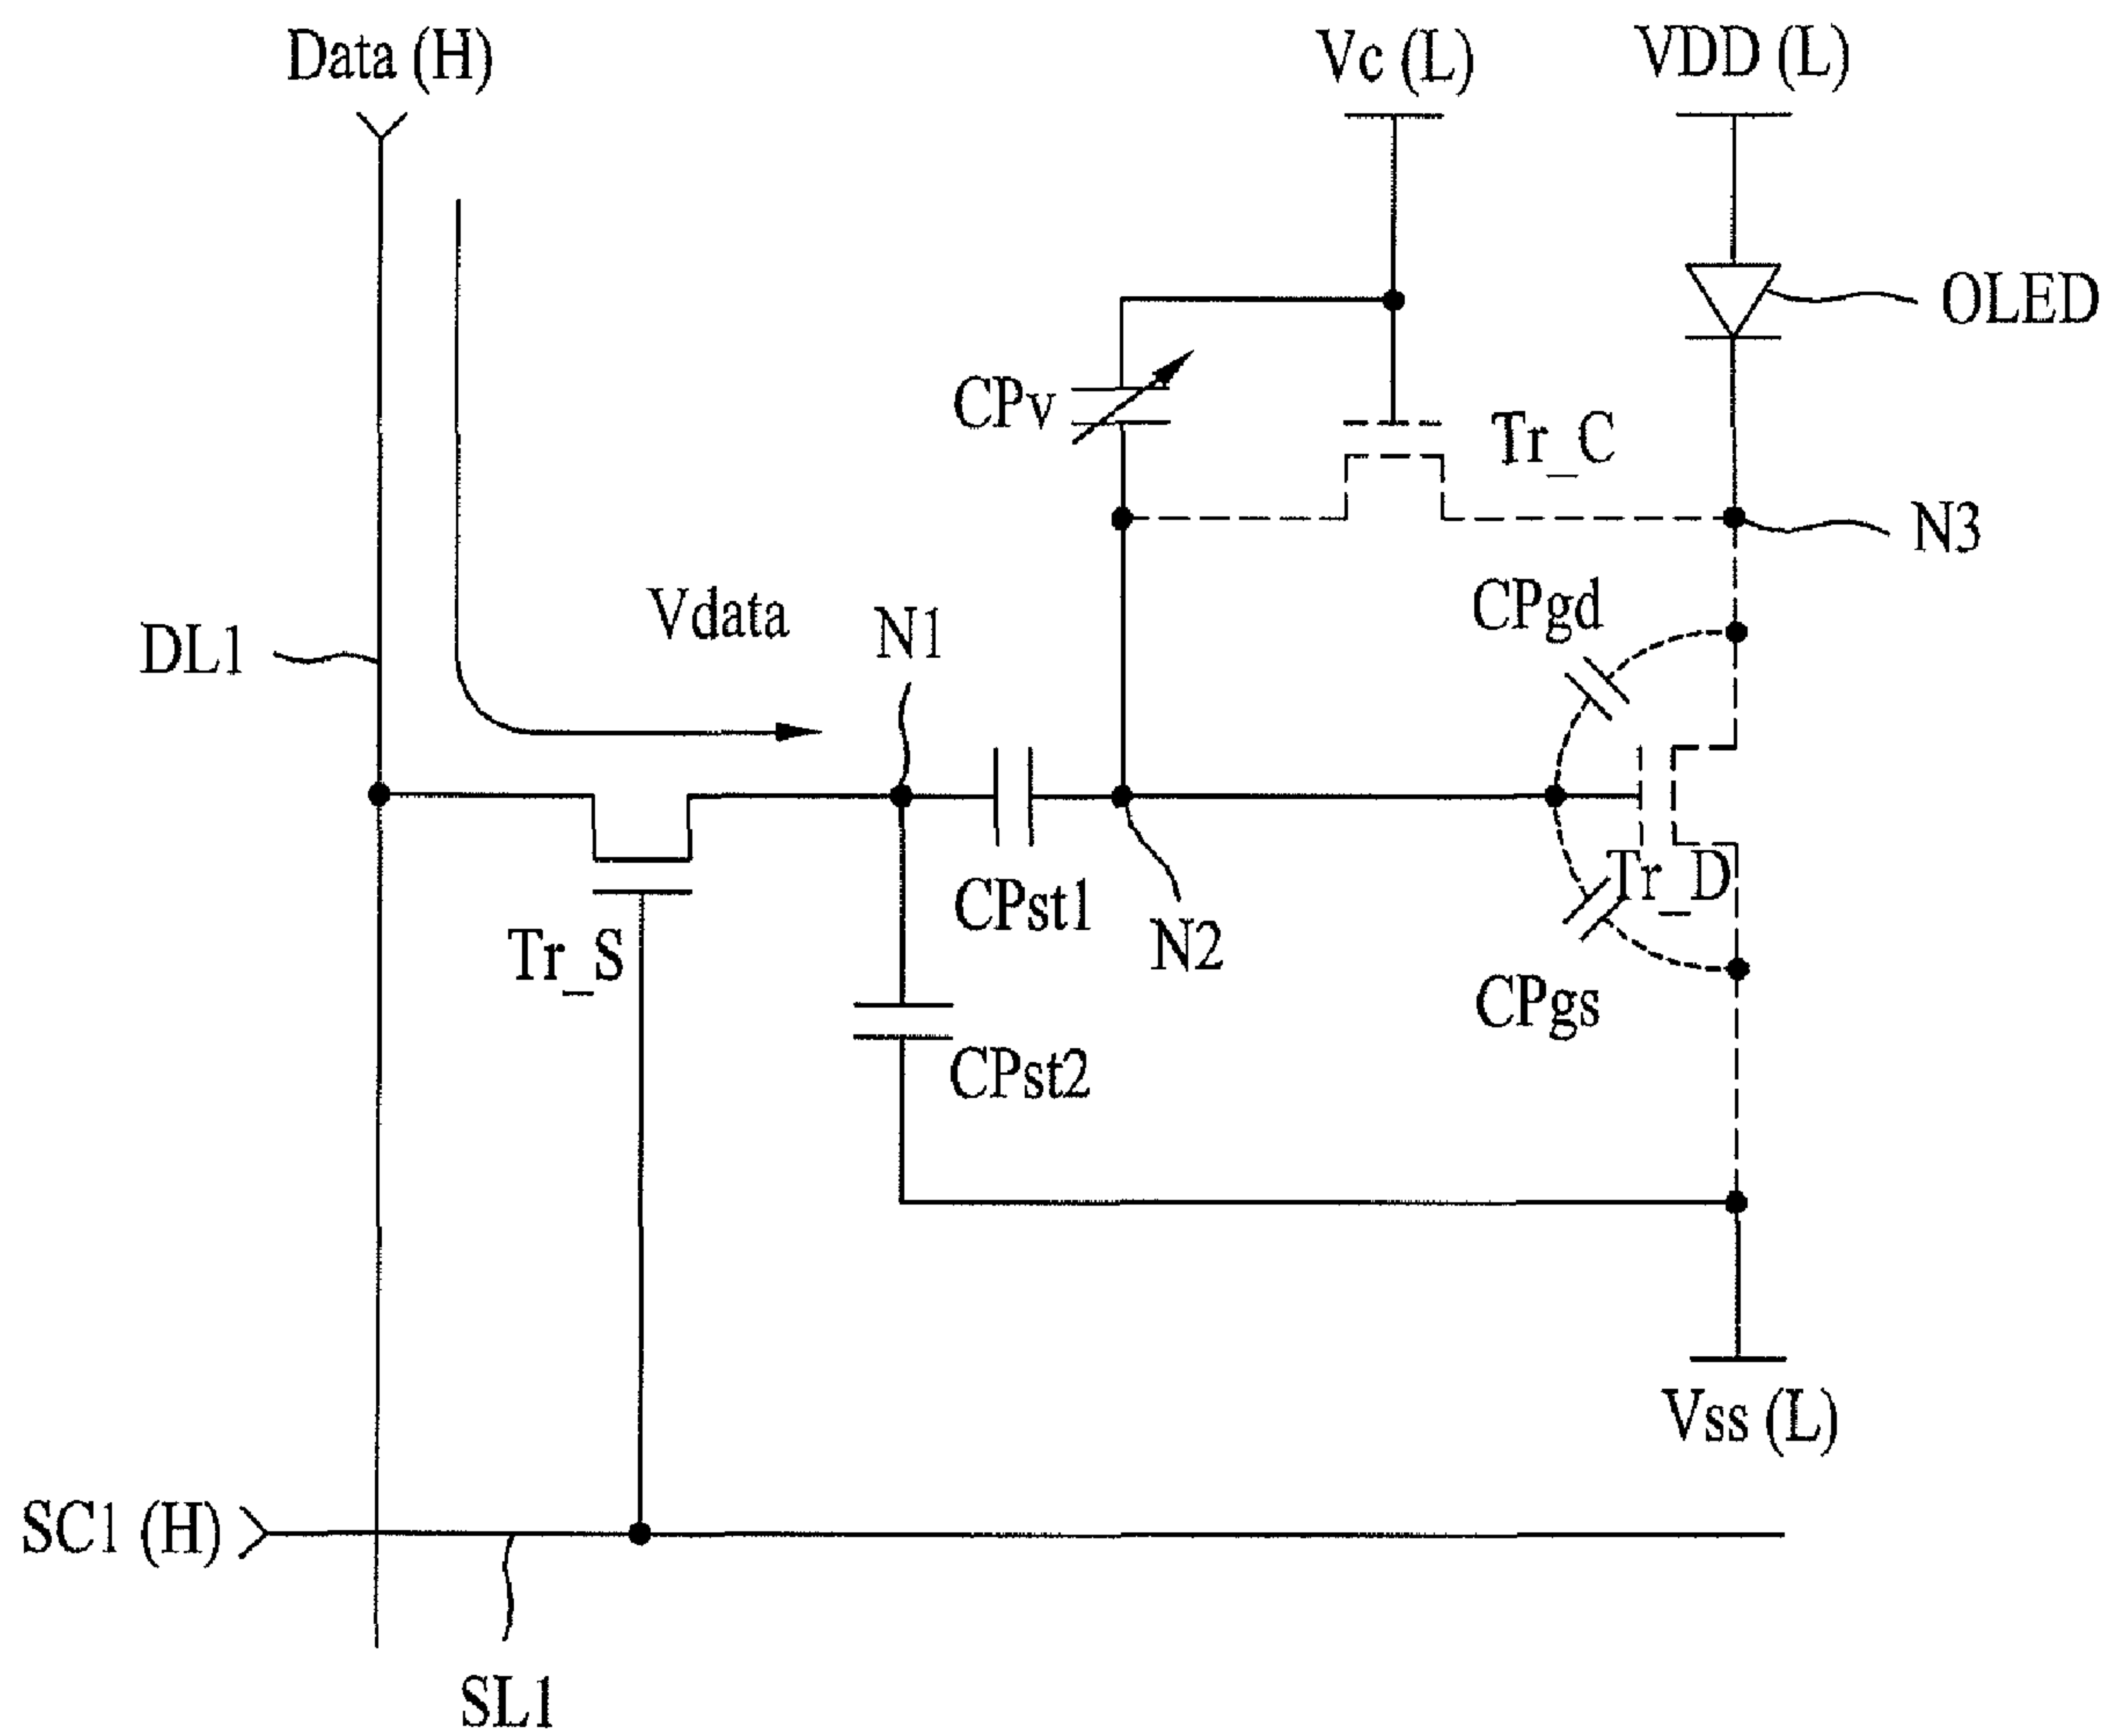 Data (H)
Vc (L)
VDD (L)
OLED
CPv
Tr_C
N3
CPgd
Vdata
N1
DL1
Tr_D
CPst1
N2
Tr_S
CPgs
CPst2
Vss (L)
SC1 (H)
SL1